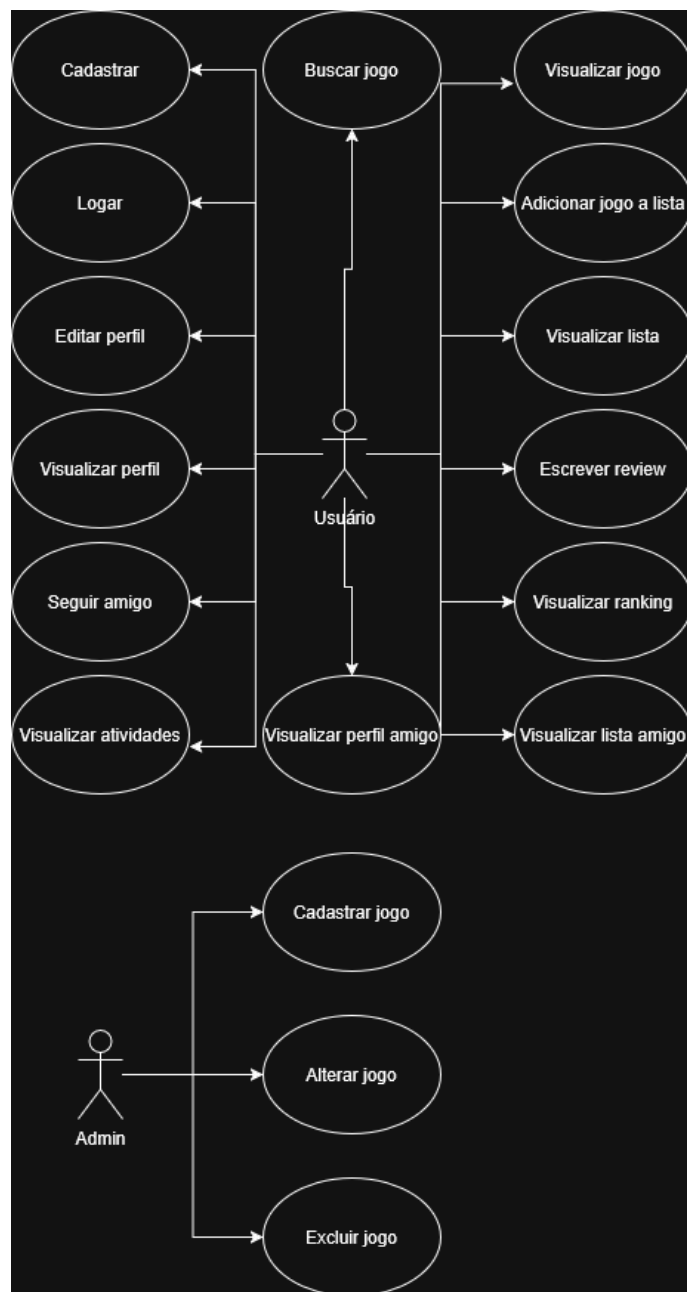 Cadastrar
Buscar jogo
Visualizar jogo
Logar
Adicionar jogo a lista
Editar perfil
Visualizar lista
Visualizar perfil
Escrever review
Usuário
Seguir amigo
Visualizar ranking
Visualizar atividades
Visualizar perfil amigo
Visualizar lista amigo
Cadastrar jogo
Alterar jogo
Admin
Excluir jogo